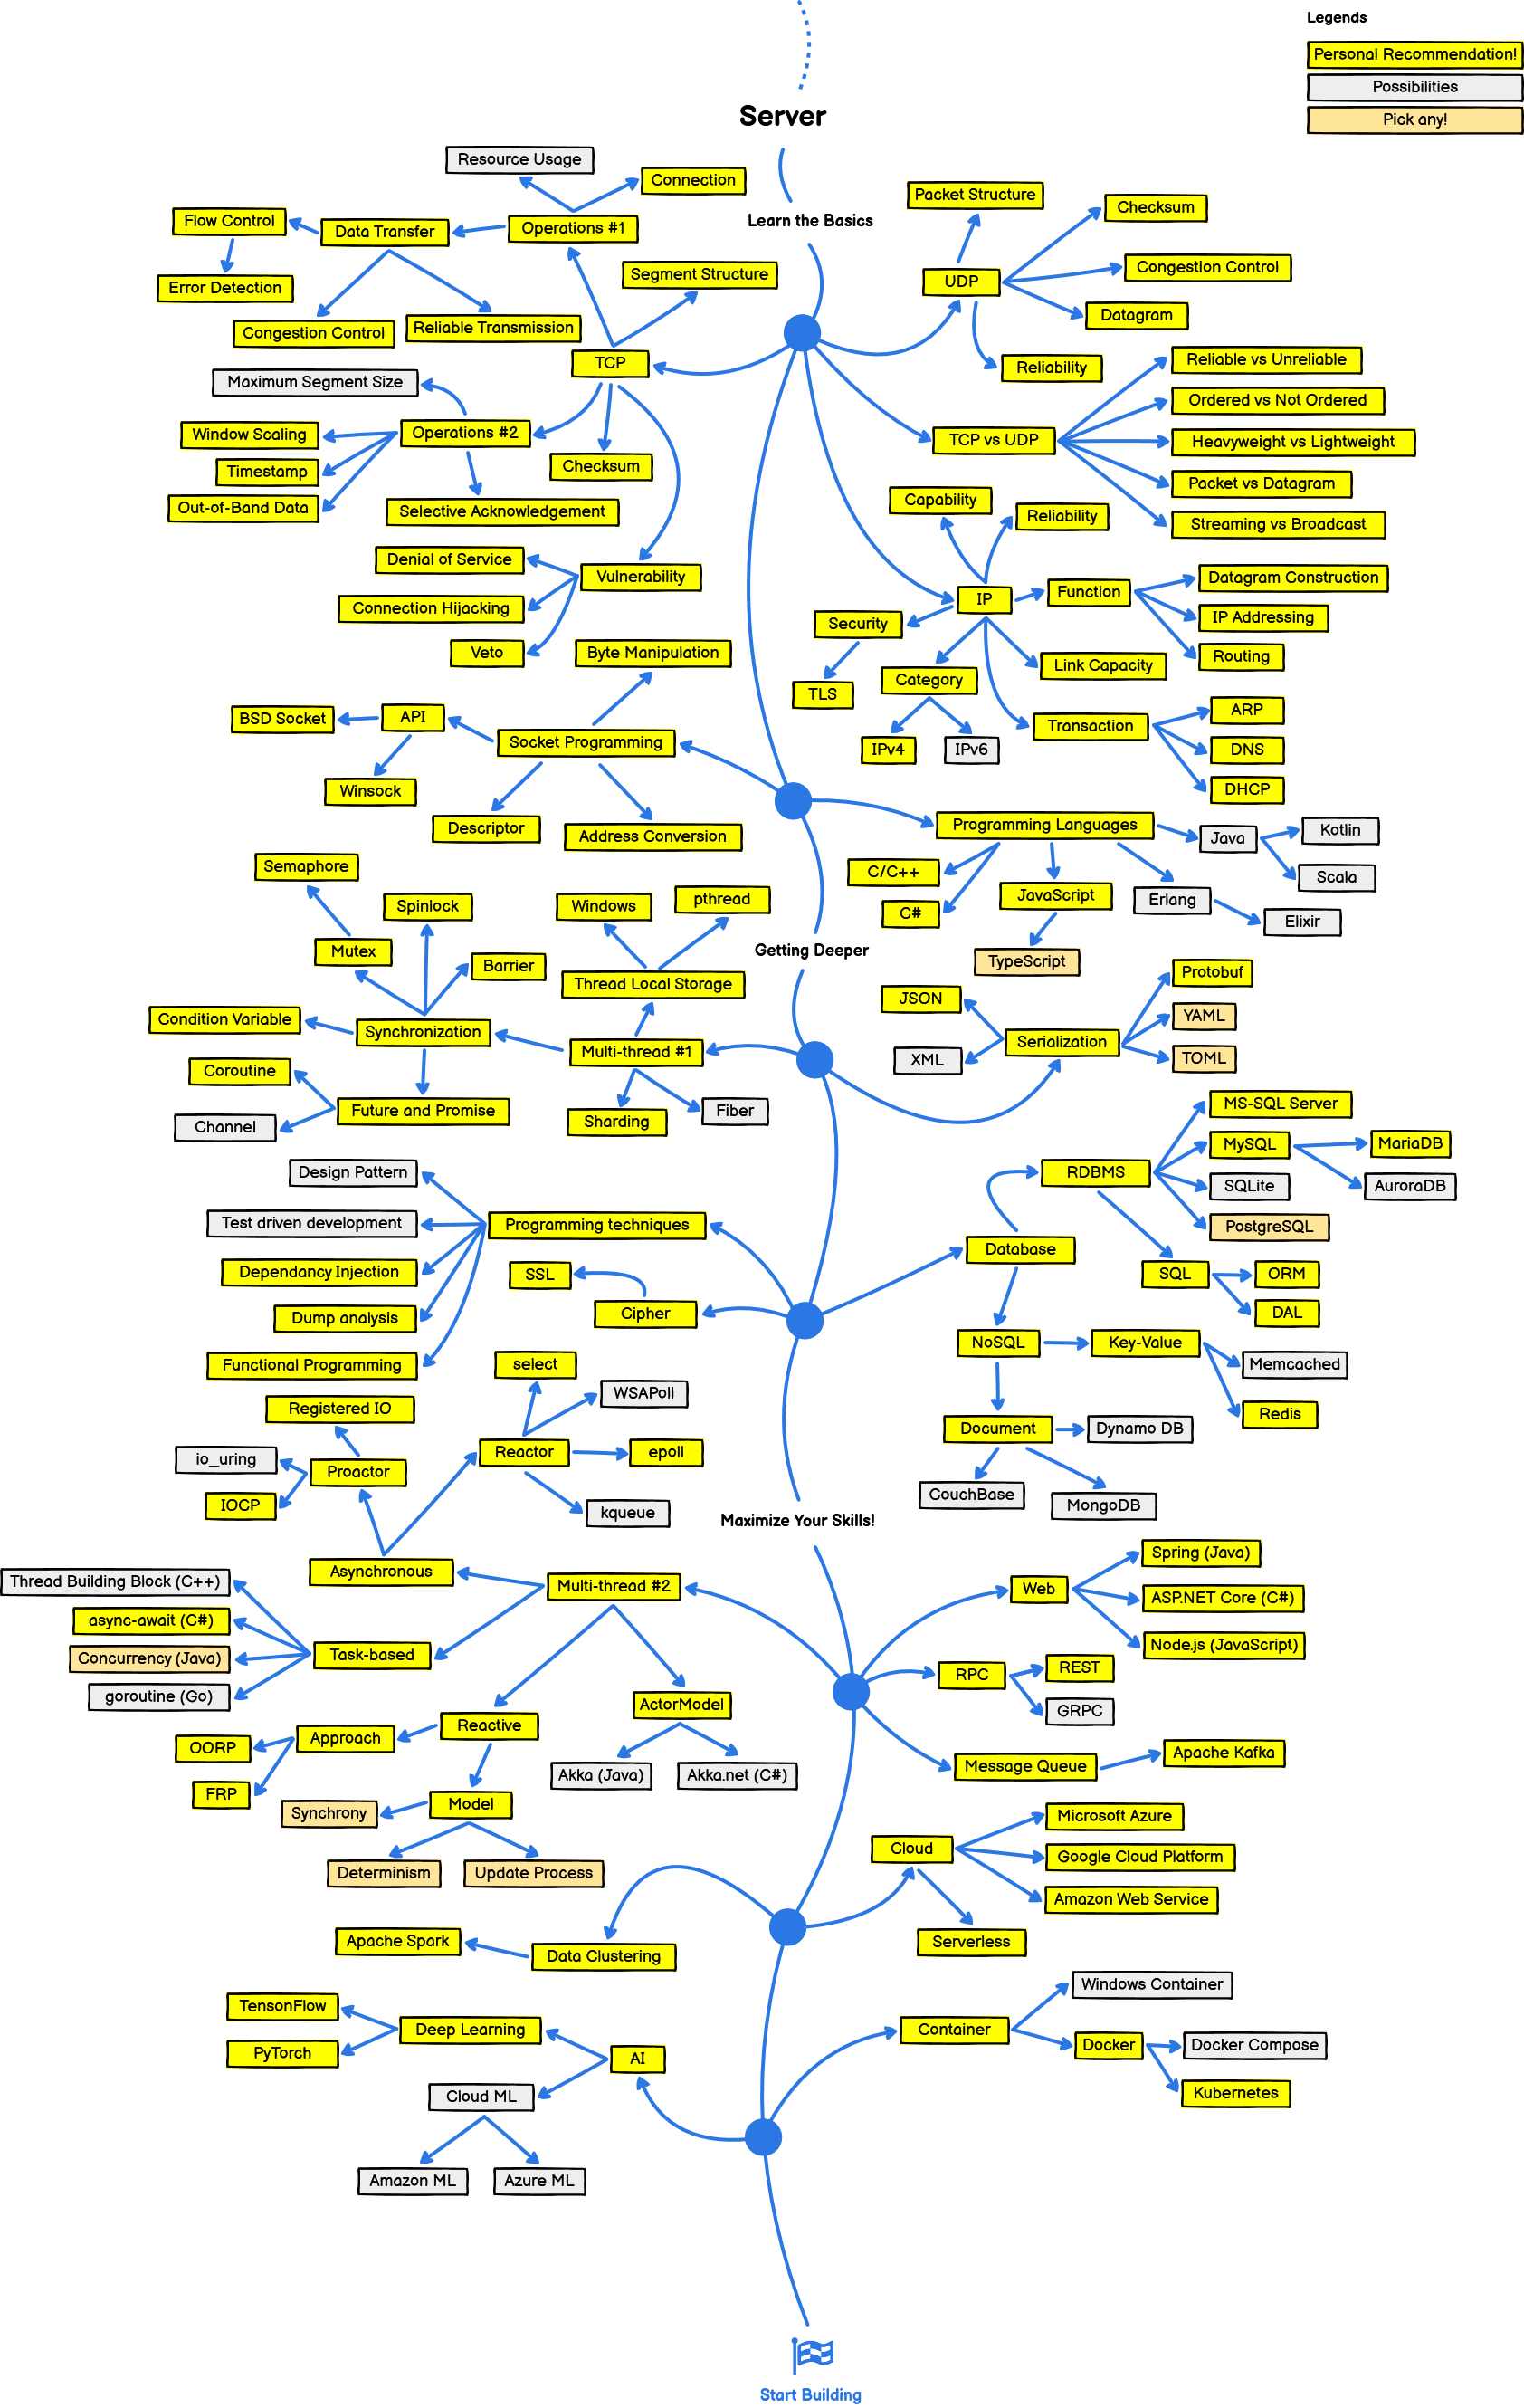 Legends
Personal Recommendation!
Possibilities
Pick any!
Server
Learn the Basics
Resource Usage
Connection
Flow Control
Data Transfer
Operations #1
Error Detection
Segment Structure
Congestion Control
Reliable Transmission
TCP
Maximum Segment Size
Window Scaling
Operations #2
Timestamp
Checksum
Out-of-Band Data
Selective Acknowledgement
Denial of Service
Vulnerability
Connection Hijacking
Veto
Packet Structure
Checksum
UDP
Congestion Control
Datagram
Reliability
Reliable vs Unreliable
Ordered vs Not Ordered
TCP vs UDP
Heavyweight vs Lightweight
Packet vs Datagram
Streaming vs Broadcast
Capability
Reliability
IP
Function
Datagram Construction
IP Addressing
Routing
Security
TLS
Category
Link Capacity
IPv4
IPv6
Transaction
ARP
DNS
DHCP
Byte Manipulation
BSD Socket
API
Socket Programming
Winsock
Descriptor
Address Conversion
Programming Languages
Java
Kotlin
Scala
C/C++
C#
JavaScript
TypeScript
Erlang
Elixir
Getting Deeper
Semaphore
Spinlock
Windows
pthread
Mutex
Barrier
Thread Local Storage
Condition Variable
Synchronization
Multi-thread #1
Coroutine
Future and Promise
Channel
Sharding
Fiber
JSON
XML
Serialization
Protobuf
YAML
TOML
Design Pattern
Test driven development
Programming techniques
Dependancy Injection
Dump analysis
Functional Programming
SSL
Cipher
RDBMS
MS-SQL Server
MySQL
MariaDB
SQLite
AuroraDB
PostgreSQL
Database
SQL
ORM
DAL
NoSQL
Key-Value
Memcached
Redis
Document
Dynamo DB
CouchBase
MongoDB
Maximize Your Skills!
select
WSAPoll
Registered IO
Reactor
epoll
io_uring
Proactor
IOCP
kqueue
Asynchronous
Multi-thread #2
Thread Building Block (C++)
async-await (C#)
Task-based
Concurrency (Java)
goroutine (Go)
ActorModel
Akka (Java)
Akka.net (C#)
Reactive
Approach
OORP
FRP
Model
Synchrony
Determinism
Update Process
Web
Spring (Java)
ASP.NET Core (C#)
Node.js (JavaScript)
RPC
REST
GRPC
Message Queue
Apache Kafka
Cloud
Microsoft Azure
Google Cloud Platform
Amazon Web Service
Serverless
Apache Spark
Data Clustering
TensonFlow
Deep Learning
PyTorch
AI
Cloud ML
Amazon ML
Azure ML
Container
Windows Container
Docker
Docker Compose
Kubernetes
Start Building